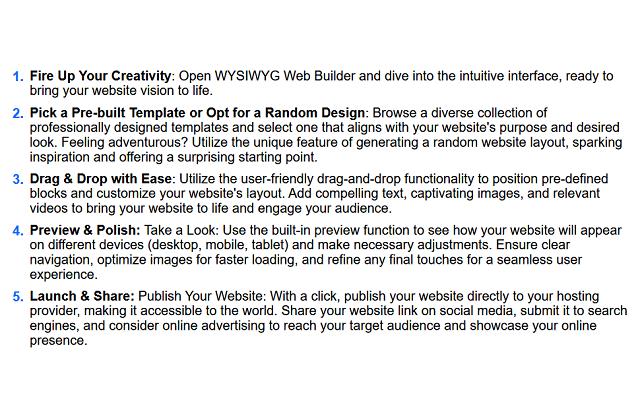 1. Fire Up Your Creativity: Open WYSIWYG Web Builder and dive into the intuitive interface, ready to
bring your website vision to life.
2. Pick a Pre-built Template or Opt for a Random Design: Browse a diverse collection of
professionally designed templates and select one that aligns with your website's purpose and desired
look. Feeling adventurous? Utilize the unique feature of generating a random website layout, sparking
inspiration and offering a surprising starting point.
3. Drag & Drop with Ease: Utilize the user-friendly drag-and-drop functionality to position pre-defined
blocks and customize your website's layout. Add compelling text, captivating images, and relevant
videos to bring your website to life and engage your audience.
4. Preview & Polish: Take a Look: Use the built-in preview function to see how your website will appear
on different devices (desktop, mobile, tablet) and make necessary adjustments. Ensure clear
navigation, optimize images for faster loading, and refine any final touches for a seamless user
experience.
5. Launch & Share: Publish Your Website: With a click, publish your website directly to your hosting
provider, making it accessible to the world. Share your website link on social media, submit it to search
engines, and consider online advertising to reach your target audience and showcase your online
presence.